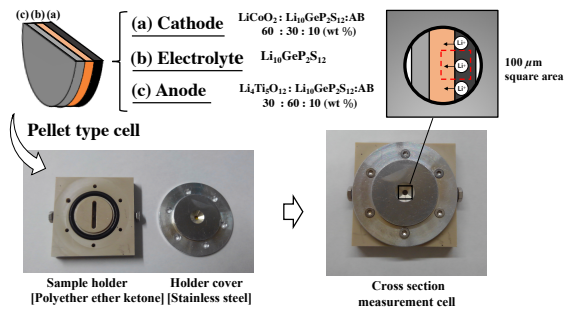 (c) (b) (a)
(a) Cathode
LiCoO₂ : Li₁₀GeP₂S₁₂:AB
60 : 30 : 10 (wt %)
(b) Electrolyte
Li₁₀GeP₂S₁₂
(c) Anode
Li₄Ti₅O₁₂ : Li₁₀GeP₂S₁₂:AB
30 : 60 : 10 (wt %)
Li⁺
Li⁺
Li⁺
100 µm
square area
Pellet type cell
Sample holder
[Polyether ether ketone]
Holder cover
[Stainless steel]
Cross section
measurement cell